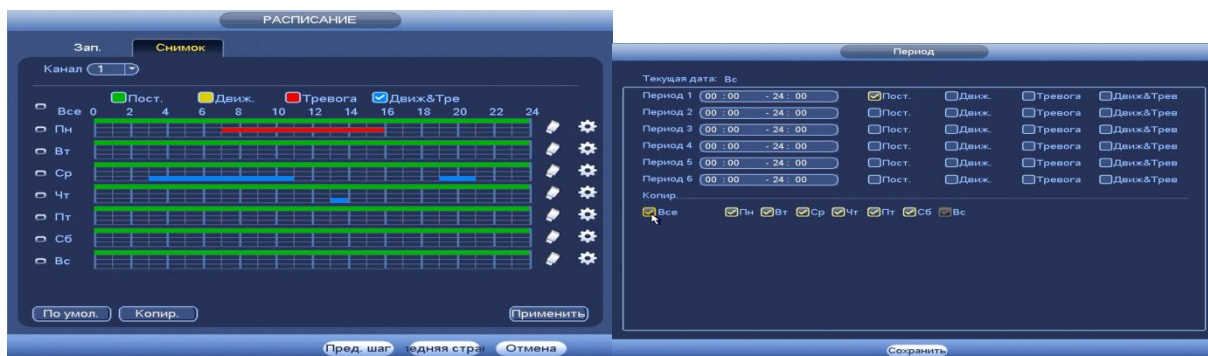 РАСПИСАНИЕ
Зап. Снимок
Канал 1
Пост. Движ. Тревога Движ&Тре
Все 0 2 4 6 8 10 12 14 16 18 20 22 24
Пн
Вт
Ср
Чт
Пт
Сб
Вс
По умол. Копир. Применить
Пред. шаг едняя стра Отмена
Период
Текущая дата: Вс
Период 1 00 :00 - 24 : 00 Пост. Движ. Тревога Движ&Трев
Период 2 00 :00 - 24 : 00 Пост. Движ. Тревога Движ&Трев
Период 3 00 :00 - 24 : 00 Пост. Движ. Тревога Движ&Трев
Период 4 00 :00 - 24 : 00 Пост. Движ. Тревога Движ&Трев
Период 5 00 :00 - 24 : 00 Пост. Движ. Тревога Движ&Трев
Период 6 00 :00 - 24 : 00 Пост. Движ. Тревога Движ&Трев
Копир.
Все Пн Вт Ср Чт Пт Сб Вс
Сохранить